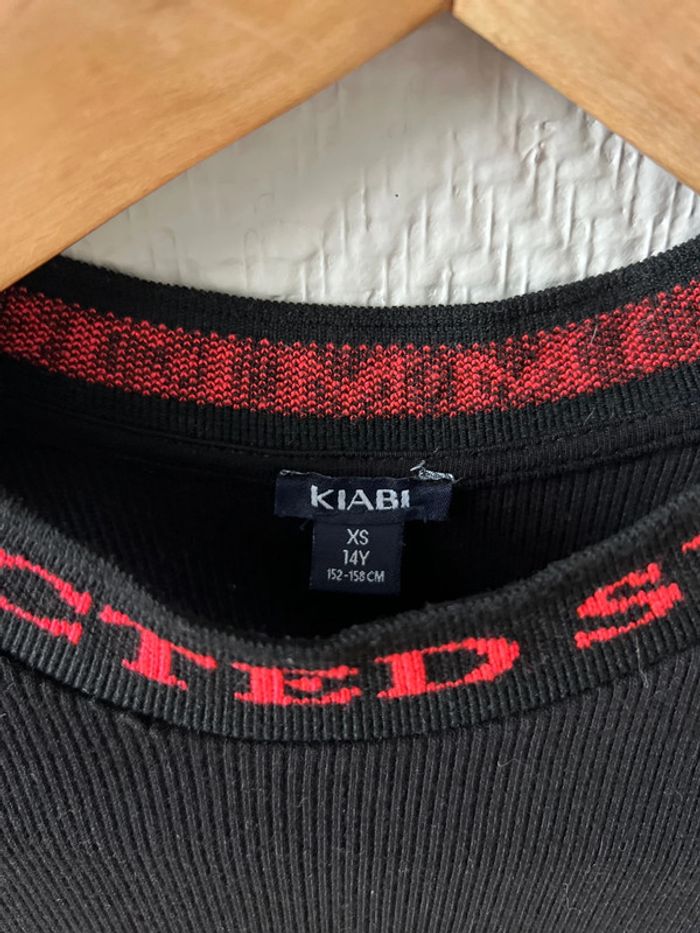 KIABI
XS
14Y
152-158 CM
CTED S